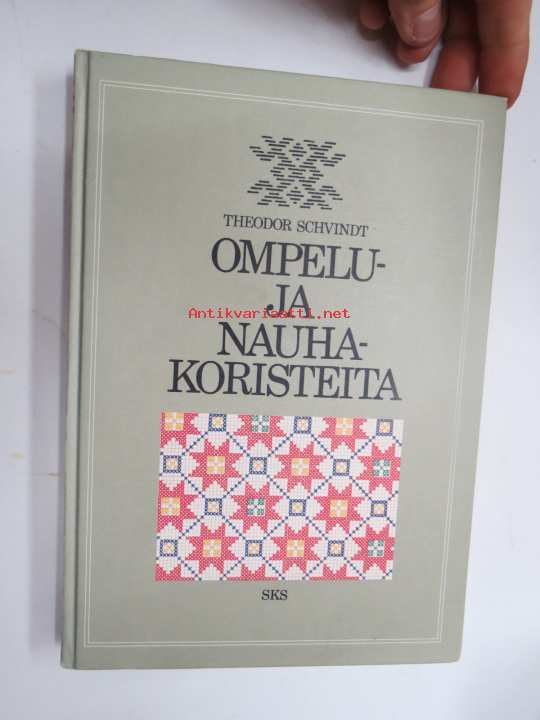 THEODOR SCHVINDT
OMPELU-
JA
Antikvariaatti.net
NAUHA-
KORISTEITA
SKS